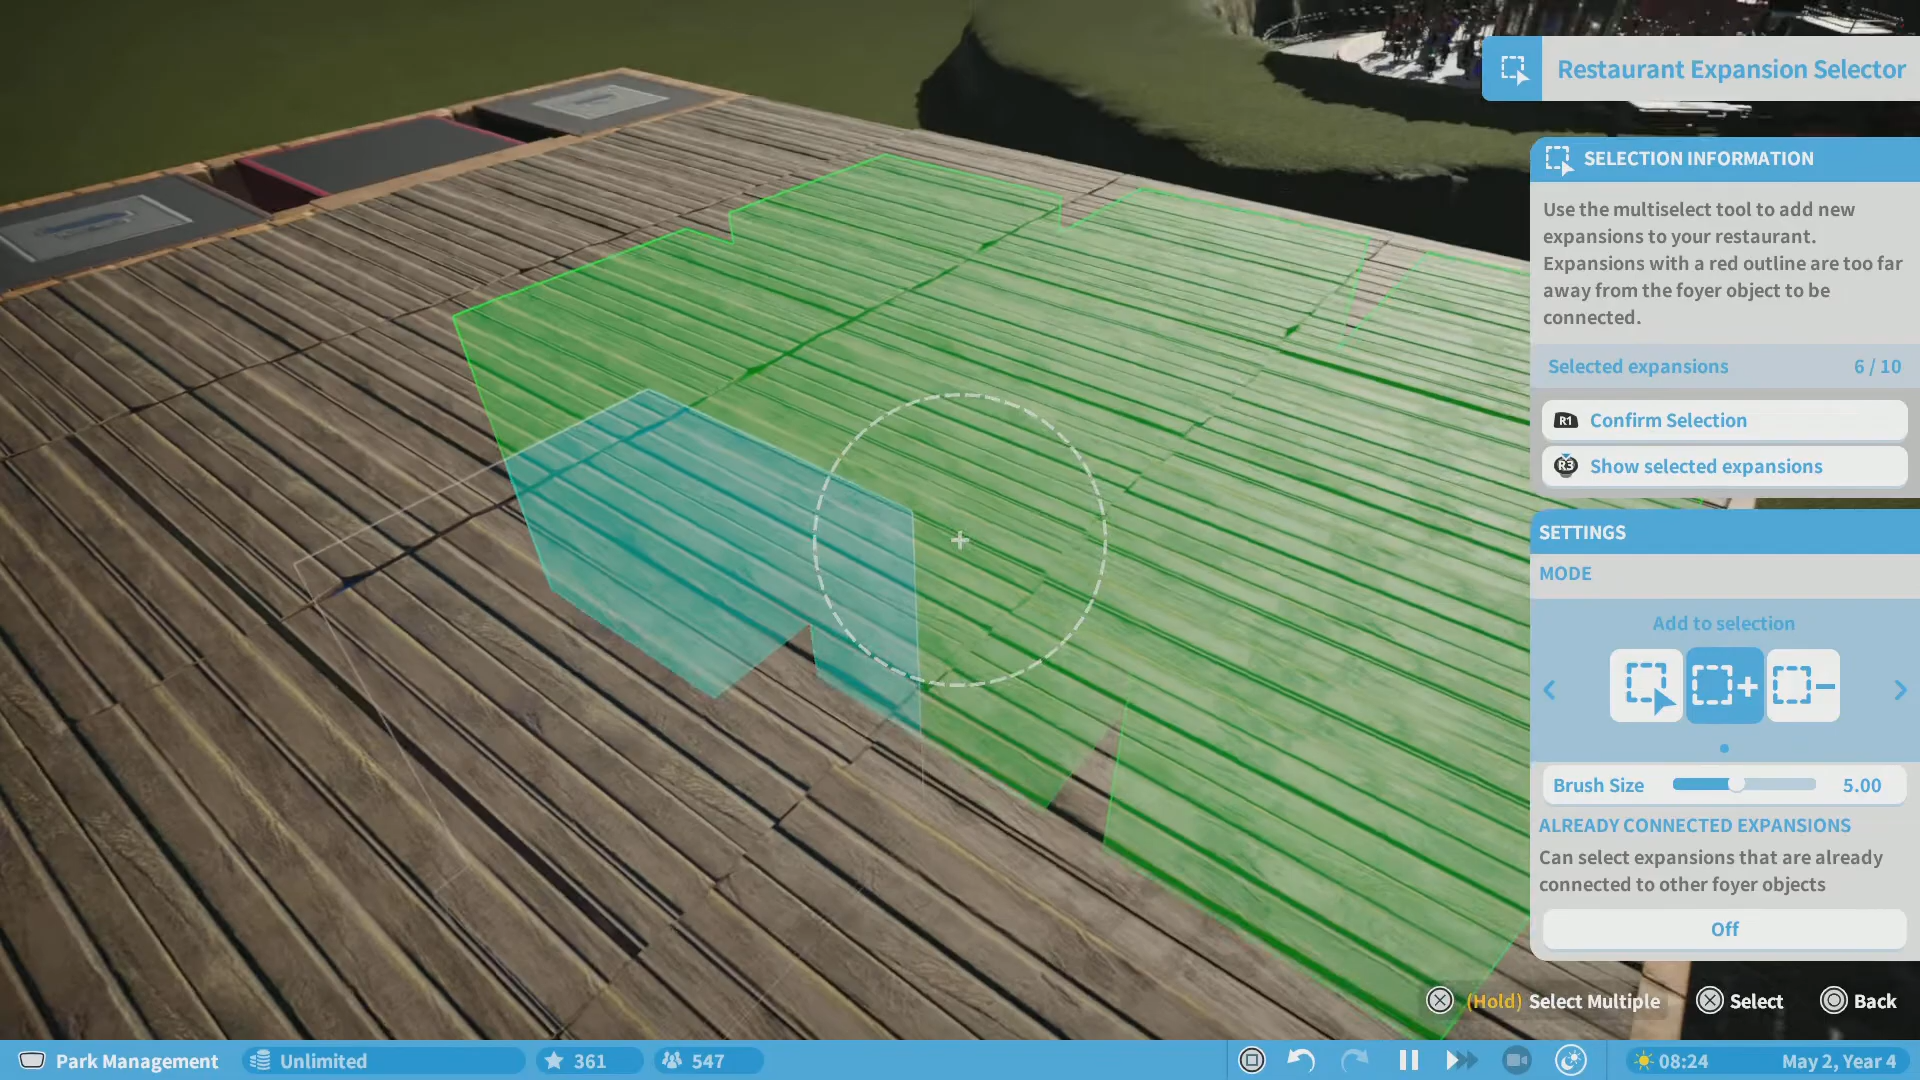 Restaurant Expansion Selector
SELECTION INFORMATION
Use the multiselect tool to add new
expansions to your restaurant.
Expansions with a red outline are too far
away from the foyer object to be
connected.
Selected expansions 6 / 10
R1 Confirm Selection
R3 Show selected expansions
SETTINGS
MODE
Add to selection
Brush Size 5.00
ALREADY CONNECTED EXPANSIONS
Can select expansions that are already
connected to other foyer objects
Off
(Hold) Select Multiple Select Back
Park Management Unlimited 361 547 08:24 May 2, Year 4